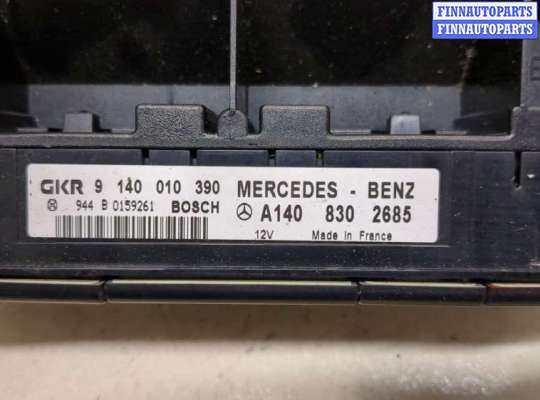 FINNAUTOPARTS
FINNAUTOPARTS
GKR 9 140 010 390 MERCEDES - BENZ
944 B 0159261 BOSCH A140 830 2685
12V Made in France